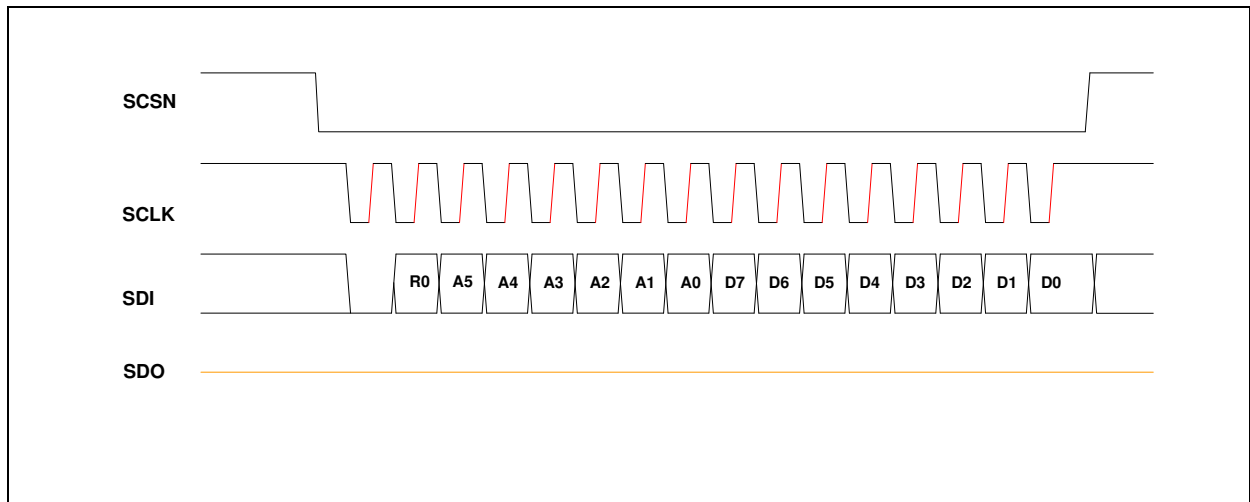 SCSN
SCLK
SDI
R0 A5 A4 A3 A2 A1 A0 D7 D6 D5 D4 D3 D2 D1 D0
SDO